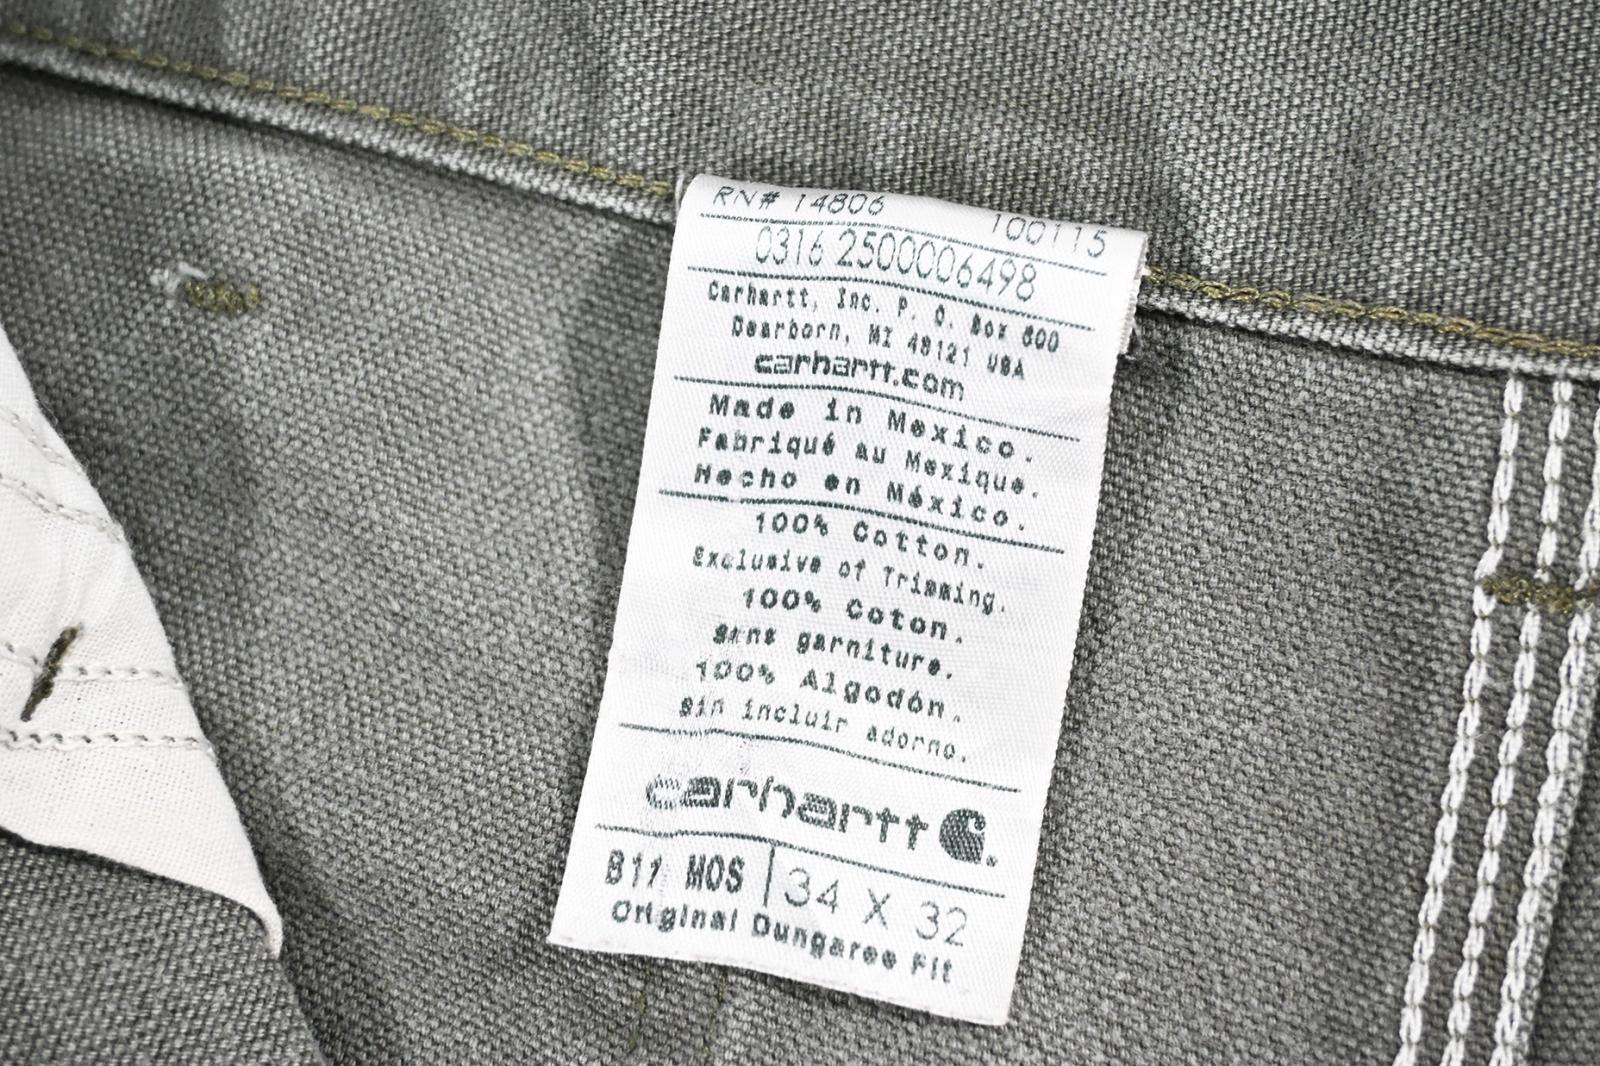 RN# 14806 100115
0316 2500006498
Carhartt, Inc. P. O. Box 600
Dearborn, MI 48121 USA
carhartt.com
Made in Mexico.
Fabriqué au Mexique.
Hecho en México.
100% Cotton.
Exclusive of Trimming.
100% Coton.
sans garniture.
100% Algodón.
sin incluir adorno.
carhartt
B11 MOS 34 X 32
Original Dungaree Fit